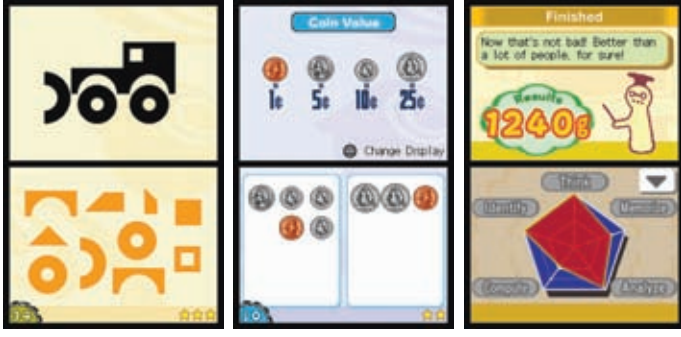 Coin Value
1¢ 5¢ 10¢ 25¢
Change Display
Finished
Now that's not bad! Better than
a lot of people, for sure!
Results
1240g
Think
Identify Memorize
Compute Analyze